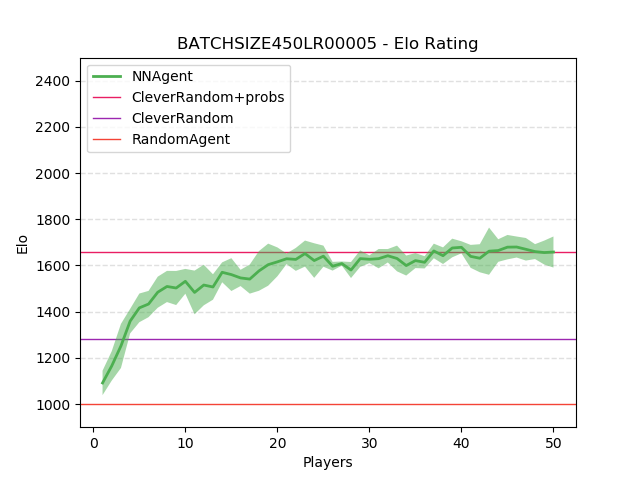 BATCHSIZE450LR00005 - Elo Rating
NNAgent
CleverRandom+probs
CleverRandom
RandomAgent
Elo
2400
2200
2000
1800
1600
1400
1200
1000
0 10 20 30 40 50
Players